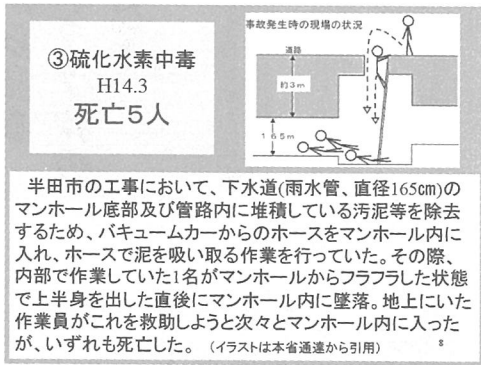 ③硫化水素中毒
H14.3
死亡5人
事故発生時の現場の状況
道路
約3m
165m
半田市の工事において、下水道(雨水管、直径165㎝)の
マンホール底部及び管路内に堆積している汚泥等を除去
するため、バキュームカーからのホースをマンホール内に
入れ、ホースで泥を吸い取る作業を行っていた。その際、
内部で作業していた1名がマンホールからフラフラした状態
で上半身を出した直後にマンホール内に墜落。地上にいた
作業員がこれを救助しようと次々とマンホール内に入った
が、いずれも死亡した。 (イラストは本省通達から引用)
8